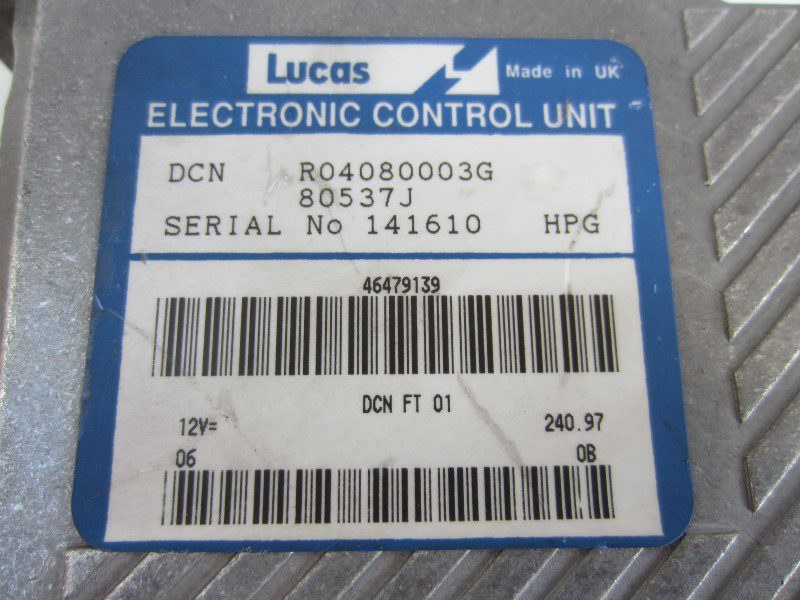 Lucas Made in UK
ELECTRONIC CONTROL UNIT
DCN R04080003G
80537J
SERIAL No 141610 HPG
46479139
DCN FT 01
12V= 240.97
06 0B